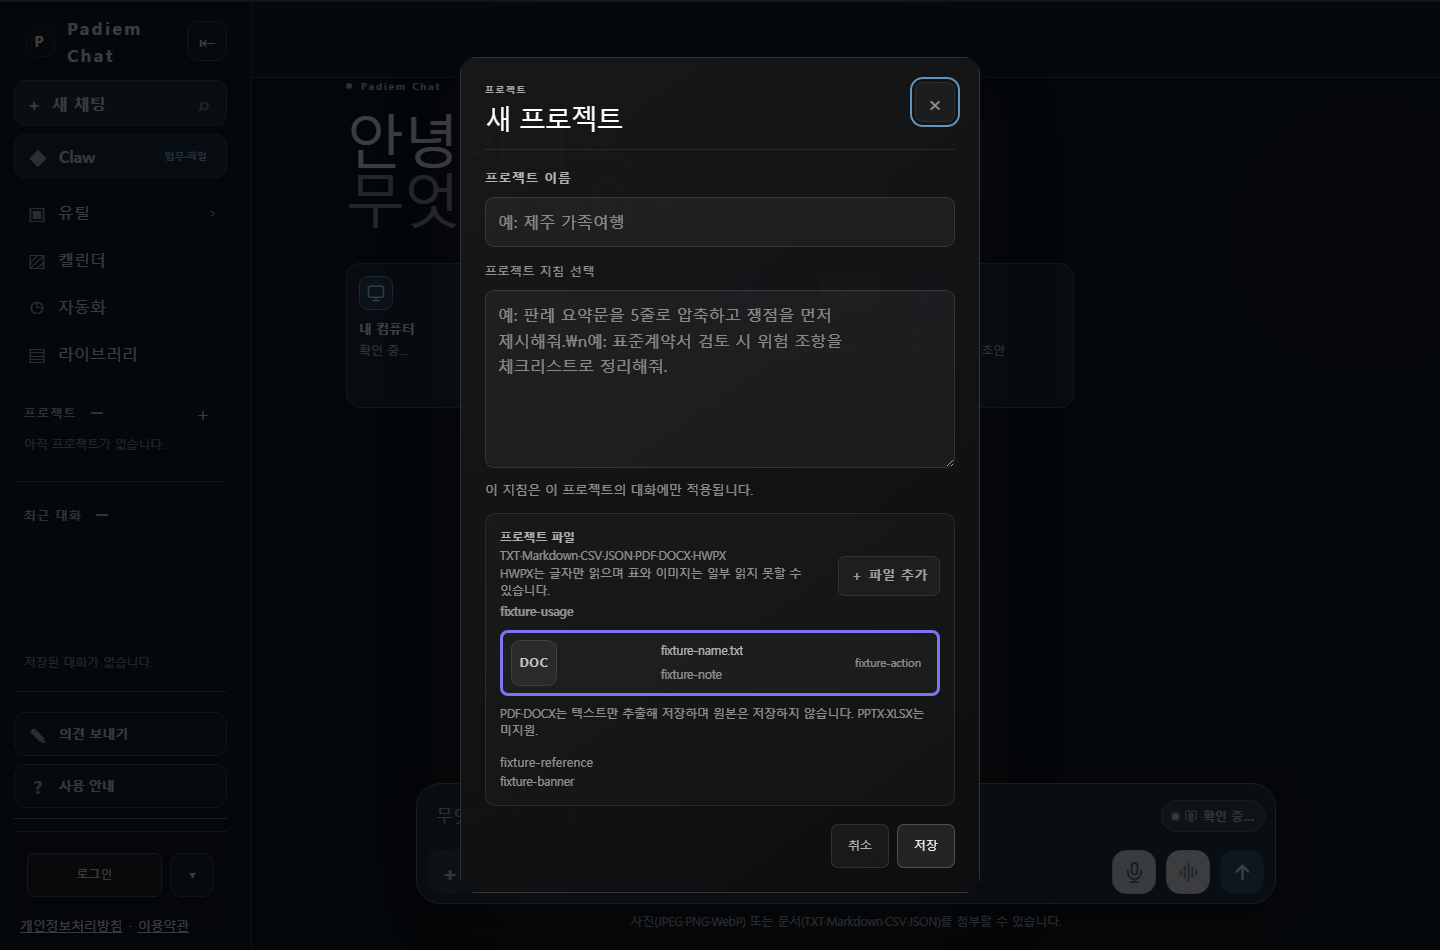 Padiem
Chat
새 채팅
Claw
업무·파일
유틸
캘린더
자동화
라이브러리
프로젝트
아직 프로젝트가 없습니다.
최근 대화
저장된 대화가 없습니다.
의견 보내기
사용 안내
로그인
개인정보처리방침 · 이용약관
Padiem Chat
안녕
무엇
내 컴퓨터
확인 중...
초안
프로젝트
새 프로젝트
프로젝트 이름
예: 제주 가족여행
프로젝트 지침 선택
예: 판례 요약문을 5줄로 압축하고 쟁점을 먼저
제시해줘.₩n예: 표준계약서 검토 시 위험 조항을
체크리스트로 정리해줘.
이 지침은 이 프로젝트의 대화에만 적용됩니다.
프로젝트 파일
TXT·Markdown·CSV·JSON·PDF·DOCX·HWPX
HWPX는 글자만 읽으며 표와 이미지는 일부 읽지 못할 수
있습니다.
+ 파일 추가
fixture-usage
DOC
fixture-name.txt
fixture-note
fixture-action
PDF·DOCX는 텍스트만 추출해 저장하며 원본은 저장하지 않습니다. PPTX·XLSX는
미지원.
fixture-reference
fixture-banner
취소
저장
확인 중...
사진(JPEG·PNG·WebP) 또는 문서(TXT·Markdown·CSV·JSON)를 첨부할 수 있습니다.